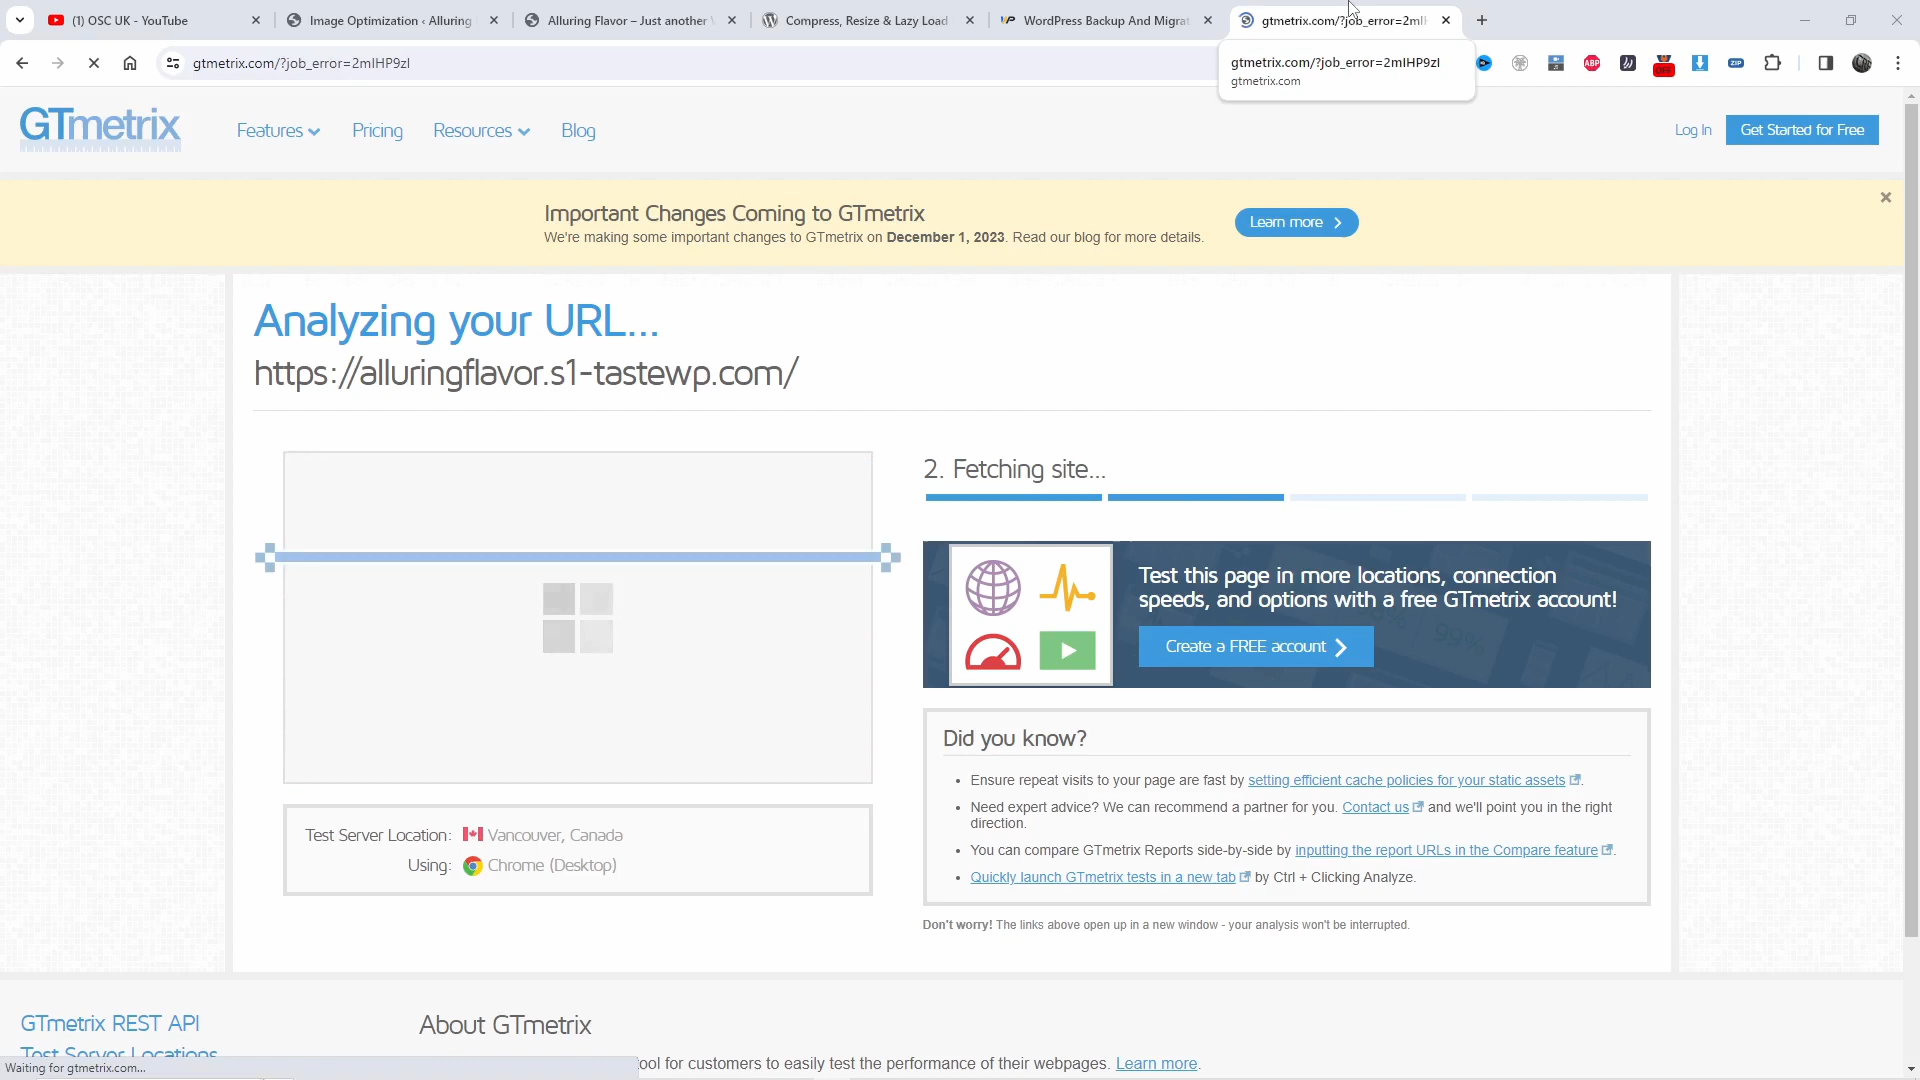 (1) OSC UK - YouTube
Image Optimization ‹ Alluring
Alluring Flavor – Just another
Compress, Resize & Lazy Load
WordPress Backup And Migrat
gtmetrix.com/?job_error=2mlH
gtmetrix.com/?job_error=2mlHP9zl
gtmetrix.com/?job_error=2mlHP9zl
gtmetrix.com
ABP
OFF
ZIP
GTmetrix
Features
Pricing
Resources
Blog
Log In
Get Started for Free
Important Changes Coming to GTmetrix
We're making some important changes to GTmetrix on December 1, 2023. Read our blog for more details.
Learn more
Analyzing your URL...
https://alluringflavor.s1-tastewp.com/
2. Fetching site...
Test this page in more locations, connection
speeds, and options with a free GTmetrix account!
Create a FREE account
Did you know?
• Ensure repeat visits to your page are fast by setting efficient cache policies for your static assets.
• Need expert advice? We can recommend a partner for you. Contact us and we'll point you in the right
direction.
• You can compare GTmetrix Reports side-by-side by inputting the report URLs in the Compare feature.
• Quickly launch GTmetrix tests in a new tab by Ctrl + Clicking Analyze.
Don't worry! The links above open up in a new window - your analysis won't be interrupted.
Test Server Location: Vancouver, Canada
Using: Chrome (Desktop)
GTmetrix REST API
Test Server Locations
About GTmetrix
ool for customers to easily test the performance of their webpages. Learn more.
Waiting for gtmetrix.com...